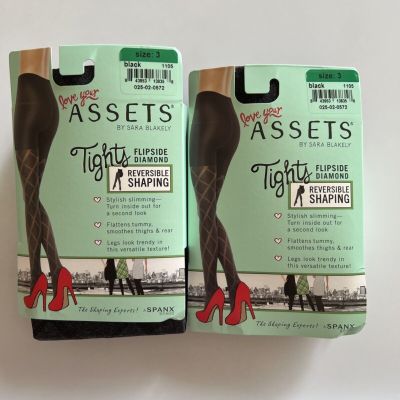 size: 3
black 1105
025-02-0572
love your
ASSETS®
BY SARA BLAKELY
Tights
FLIPSIDE
DIAMOND
REVERSIBLE
SHAPING
Stylish slimming—
Turn inside out for
a second look
Flattens tummy,
smoothes thighs & rear
Legs look trendy in
this versatile texture!
The Shaping Experts!
SPANX
size: 3
black 1105
025-02-0572
love your
ASSETS®
BY SARA BLAKELY
Tights
FLIPSIDE
DIAMOND
REVERSIBLE
SHAPING
Stylish slimming—
Turn inside out for
a second look
Flattens tummy,
smoothes thighs & rear
Legs look trendy in
this versatile texture!
The Shaping Experts!
SPANX